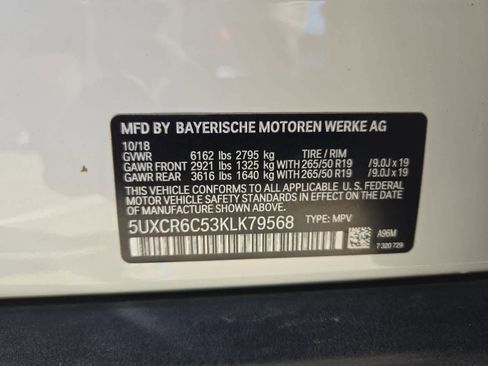 MFD BY BAYERISCHE MOTOREN WERKE AG
10/18
GVWR 6162 lbs 2795 kg TIRE / RIM
GAWR FRONT 2921 lbs 1325 kg WITH 265/50 R19 /9.0J x 19
GAWR REAR 3616 lbs 1640 kg WITH 265/50 R19 /9.0J x 19
THIS VEHICLE CONFORMS TO ALL APPLICABLE U.S. FEDERAL
MOTOR VEHICLE SAFETY STANDARDS IN EFFECT ON THE DATE
OF MANUFACTURE SHOWN ABOVE.
5UXCR6C53KLK79568 TYPE: MPV
A96M
7 320 729